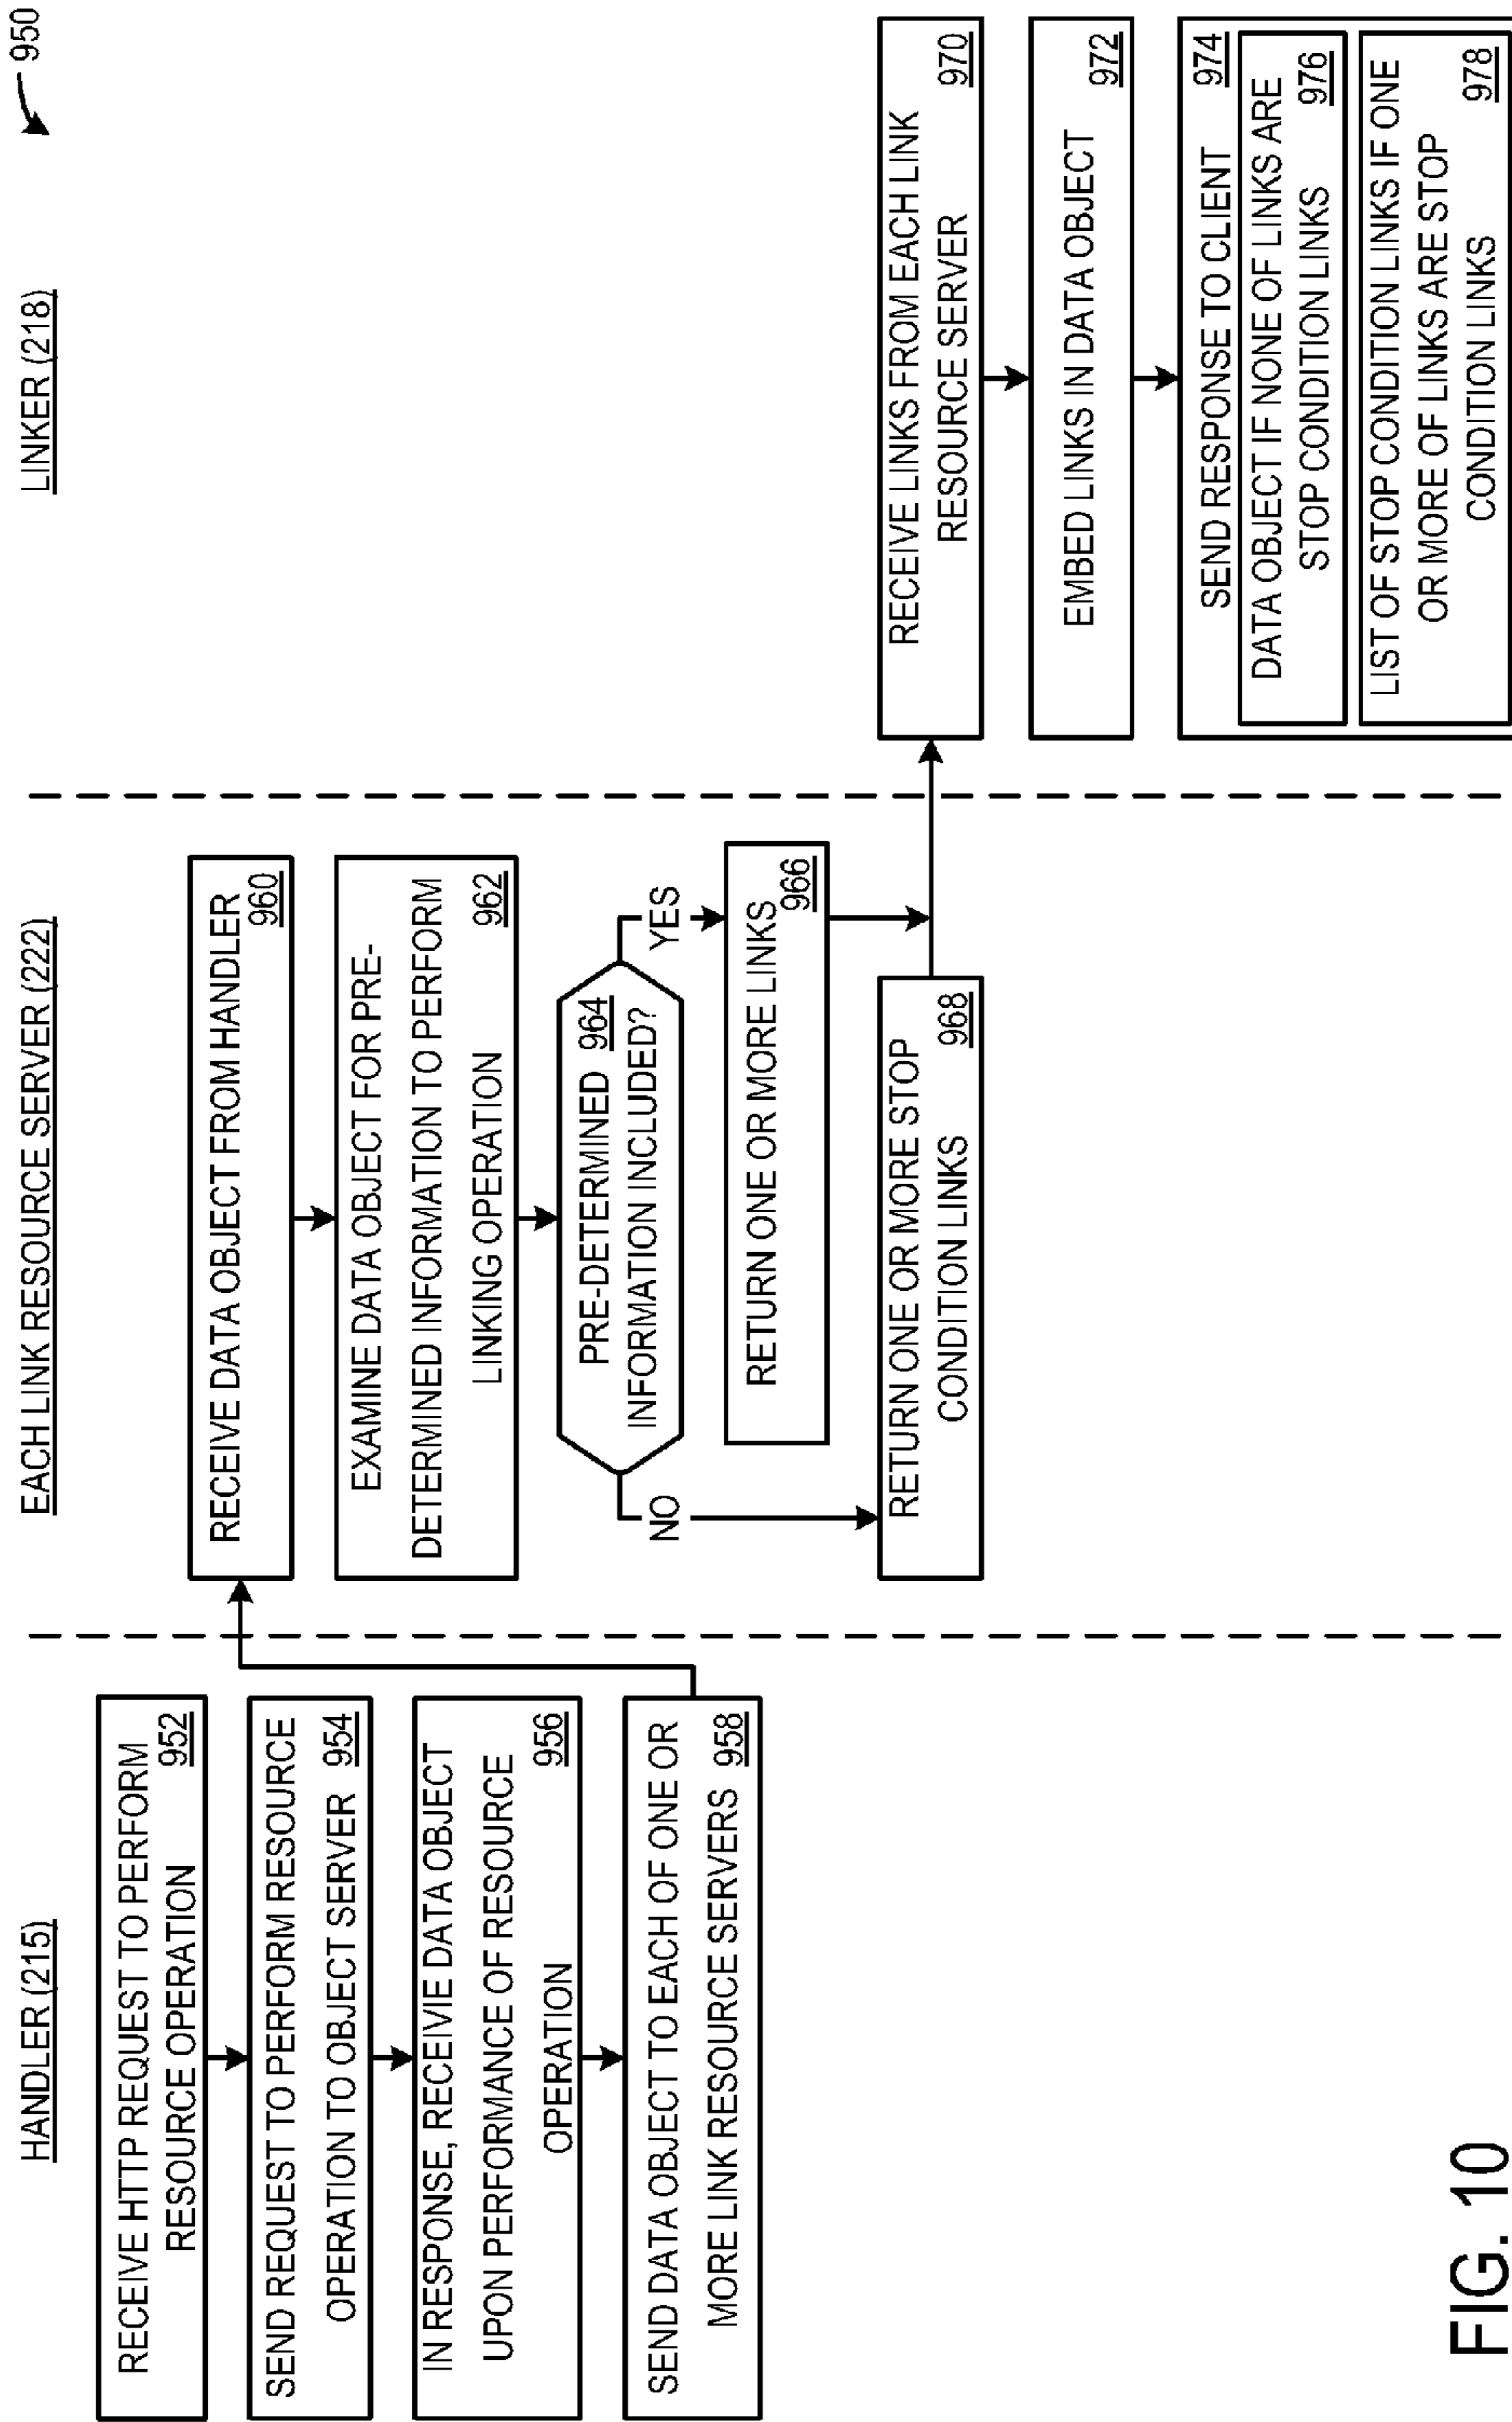 950
HANDLER (215)
RECEIVE HTTP REQUEST TO PERFORM
RESOURCE OPERATION 952
SEND REQUEST TO PERFORM RESOURCE
OPERATION TO OBJECT SERVER 954
IN RESPONSE, RECEIVIE DATA OBJECT
UPON PERFORMANCE OF RESOURCE
OPERATION 956
SEND DATA OBJECT TO EACH OF ONE OR
MORE LINK RESOURCE SERVERS 958
EACH LINK RESOURCE SERVER (222)
RECEIVE DATA OBJECT FROM HANDLER
960
EXAMINE DATA OBJECT FOR PRE-
DETERMINED INFORMATION TO PERFORM
LINKING OPERATION 962
PRE-DETERMINED 964
INFORMATION INCLUDED?
NO
YES
RETURN ONE OR MORE LINKS
966
RETURN ONE OR MORE STOP
CONDITION LINKS 968
LINKER (218)
RECEIVE LINKS FROM EACH LINK
RESOURCE SERVER 970
EMBED LINKS IN DATA OBJECT
972
SEND RESPONSE TO CLIENT 974
DATA OBJECT IF NONE OF LINKS ARE
STOP CONDITION LINKS 976
LIST OF STOP CONDITION LINKS IF ONE
OR MORE OF LINKS ARE STOP
CONDITION LINKS 978
FIG. 10